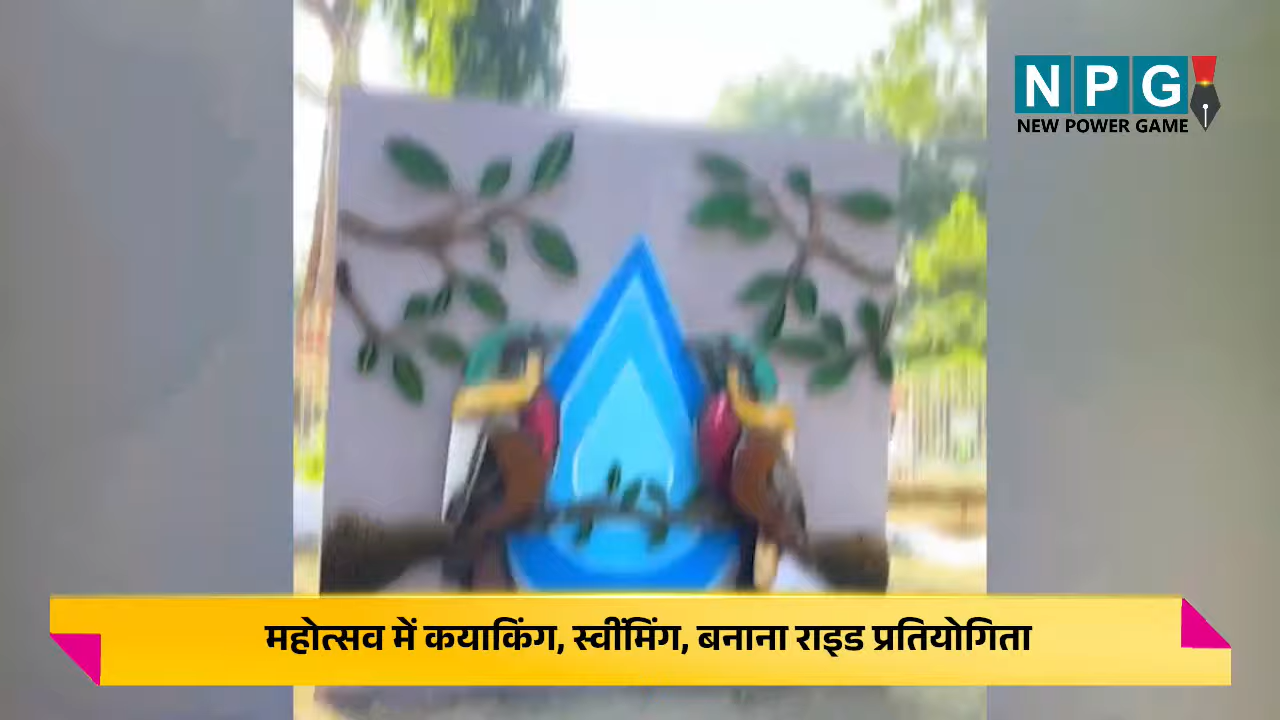 NPG
NEW POWER GAME
महोत्सव में कयाकिंग, स्वींमिंग, बनाना राइड प्रतियोगिता